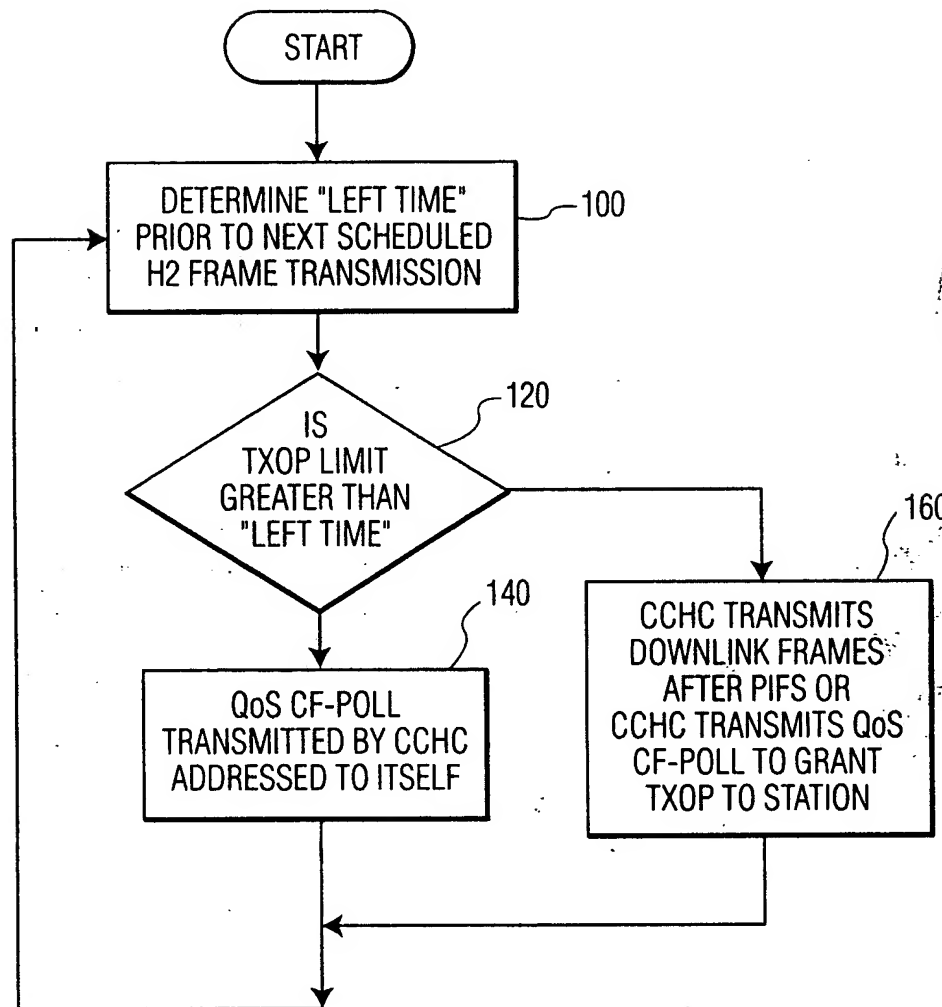 START
DETERMINE "LEFT TIME"
PRIOR TO NEXT SCHEDULED
H2 FRAME TRANSMISSION
100
IS
TXOP LIMIT
GREATER THAN
"LEFT TIME"
120
140
QoS CF-POLL
TRANSMITTED BY CCHC
ADDRESSED TO ITSELF
160
CCHC TRANSMITS
DOWNLINK FRAMES
AFTER PIFS OR
CCHC TRANSMITS QoS
CF-POLL TO GRANT
TXOP TO STATION